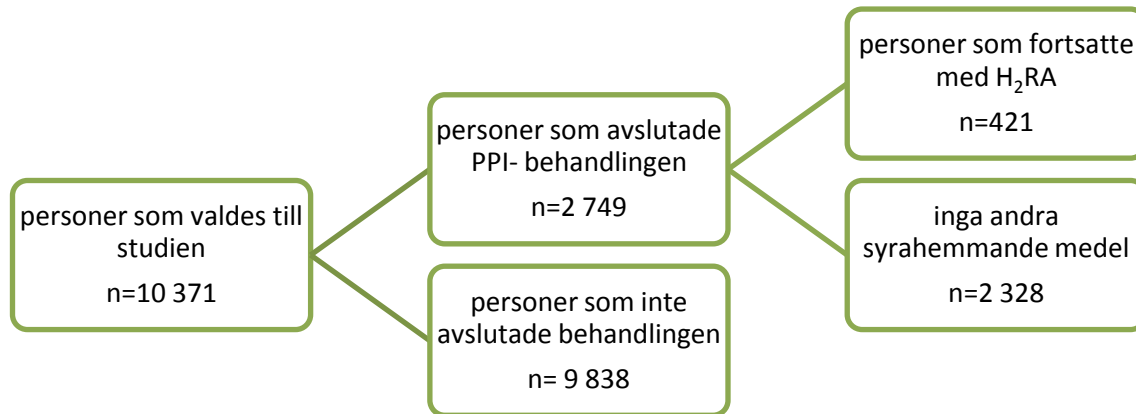 personer som valdes till
studien
n=10 371
personer som avslutade
PPI- behandlingen
n=2 749
personer som inte
avslutade behandlingen
n= 9 838
personer som fortsatte
med H₂RA
n=421
inga andra
syrahemmande medel
n=2 328